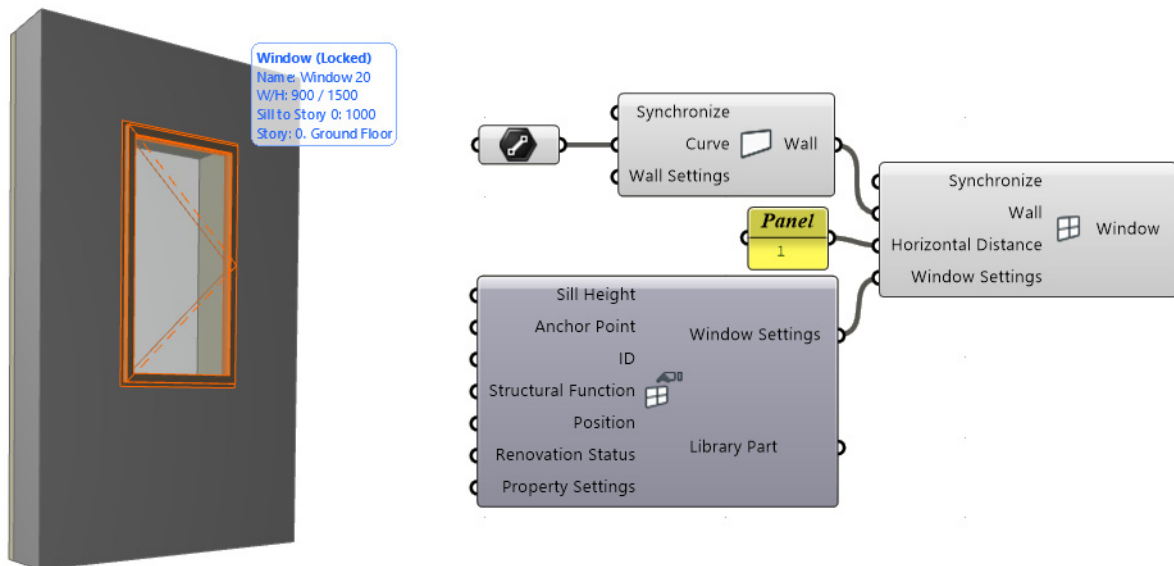 Window (Locked)
Name: Window 20
W/H: 900 / 1500
Sill to Story 0: 1000
Story: 0. Ground Floor
Synchronize
Curve
Wall
Wall Settings
Panel
1
Synchronize
Wall
Horizontal Distance
Window
Window Settings
Sill Height
Anchor Point
Window Settings
ID
Structural Function
Position
Library Part
Renovation Status
Property Settings